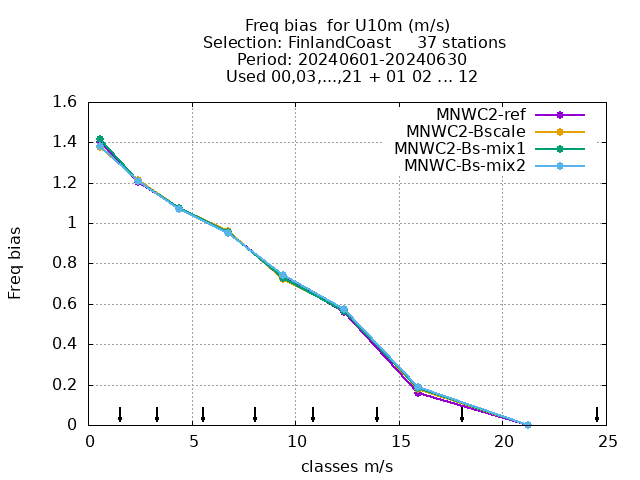 Freq bias  for U10m (m/s)
Selection: FinlandCoast     37 stations
Period: 20240601-20240630
Used 00,03,...,21 + 01 02 ... 12
MNWC2-ref
MNWC2-Bscale
MNWC2-Bs-mix1
MNWC-Bs-mix2
Freq bias
1.6
1.4
1.2
1
0.8
0.6
0.4
0.2
0
0 5 10 15 20 25
classes m/s